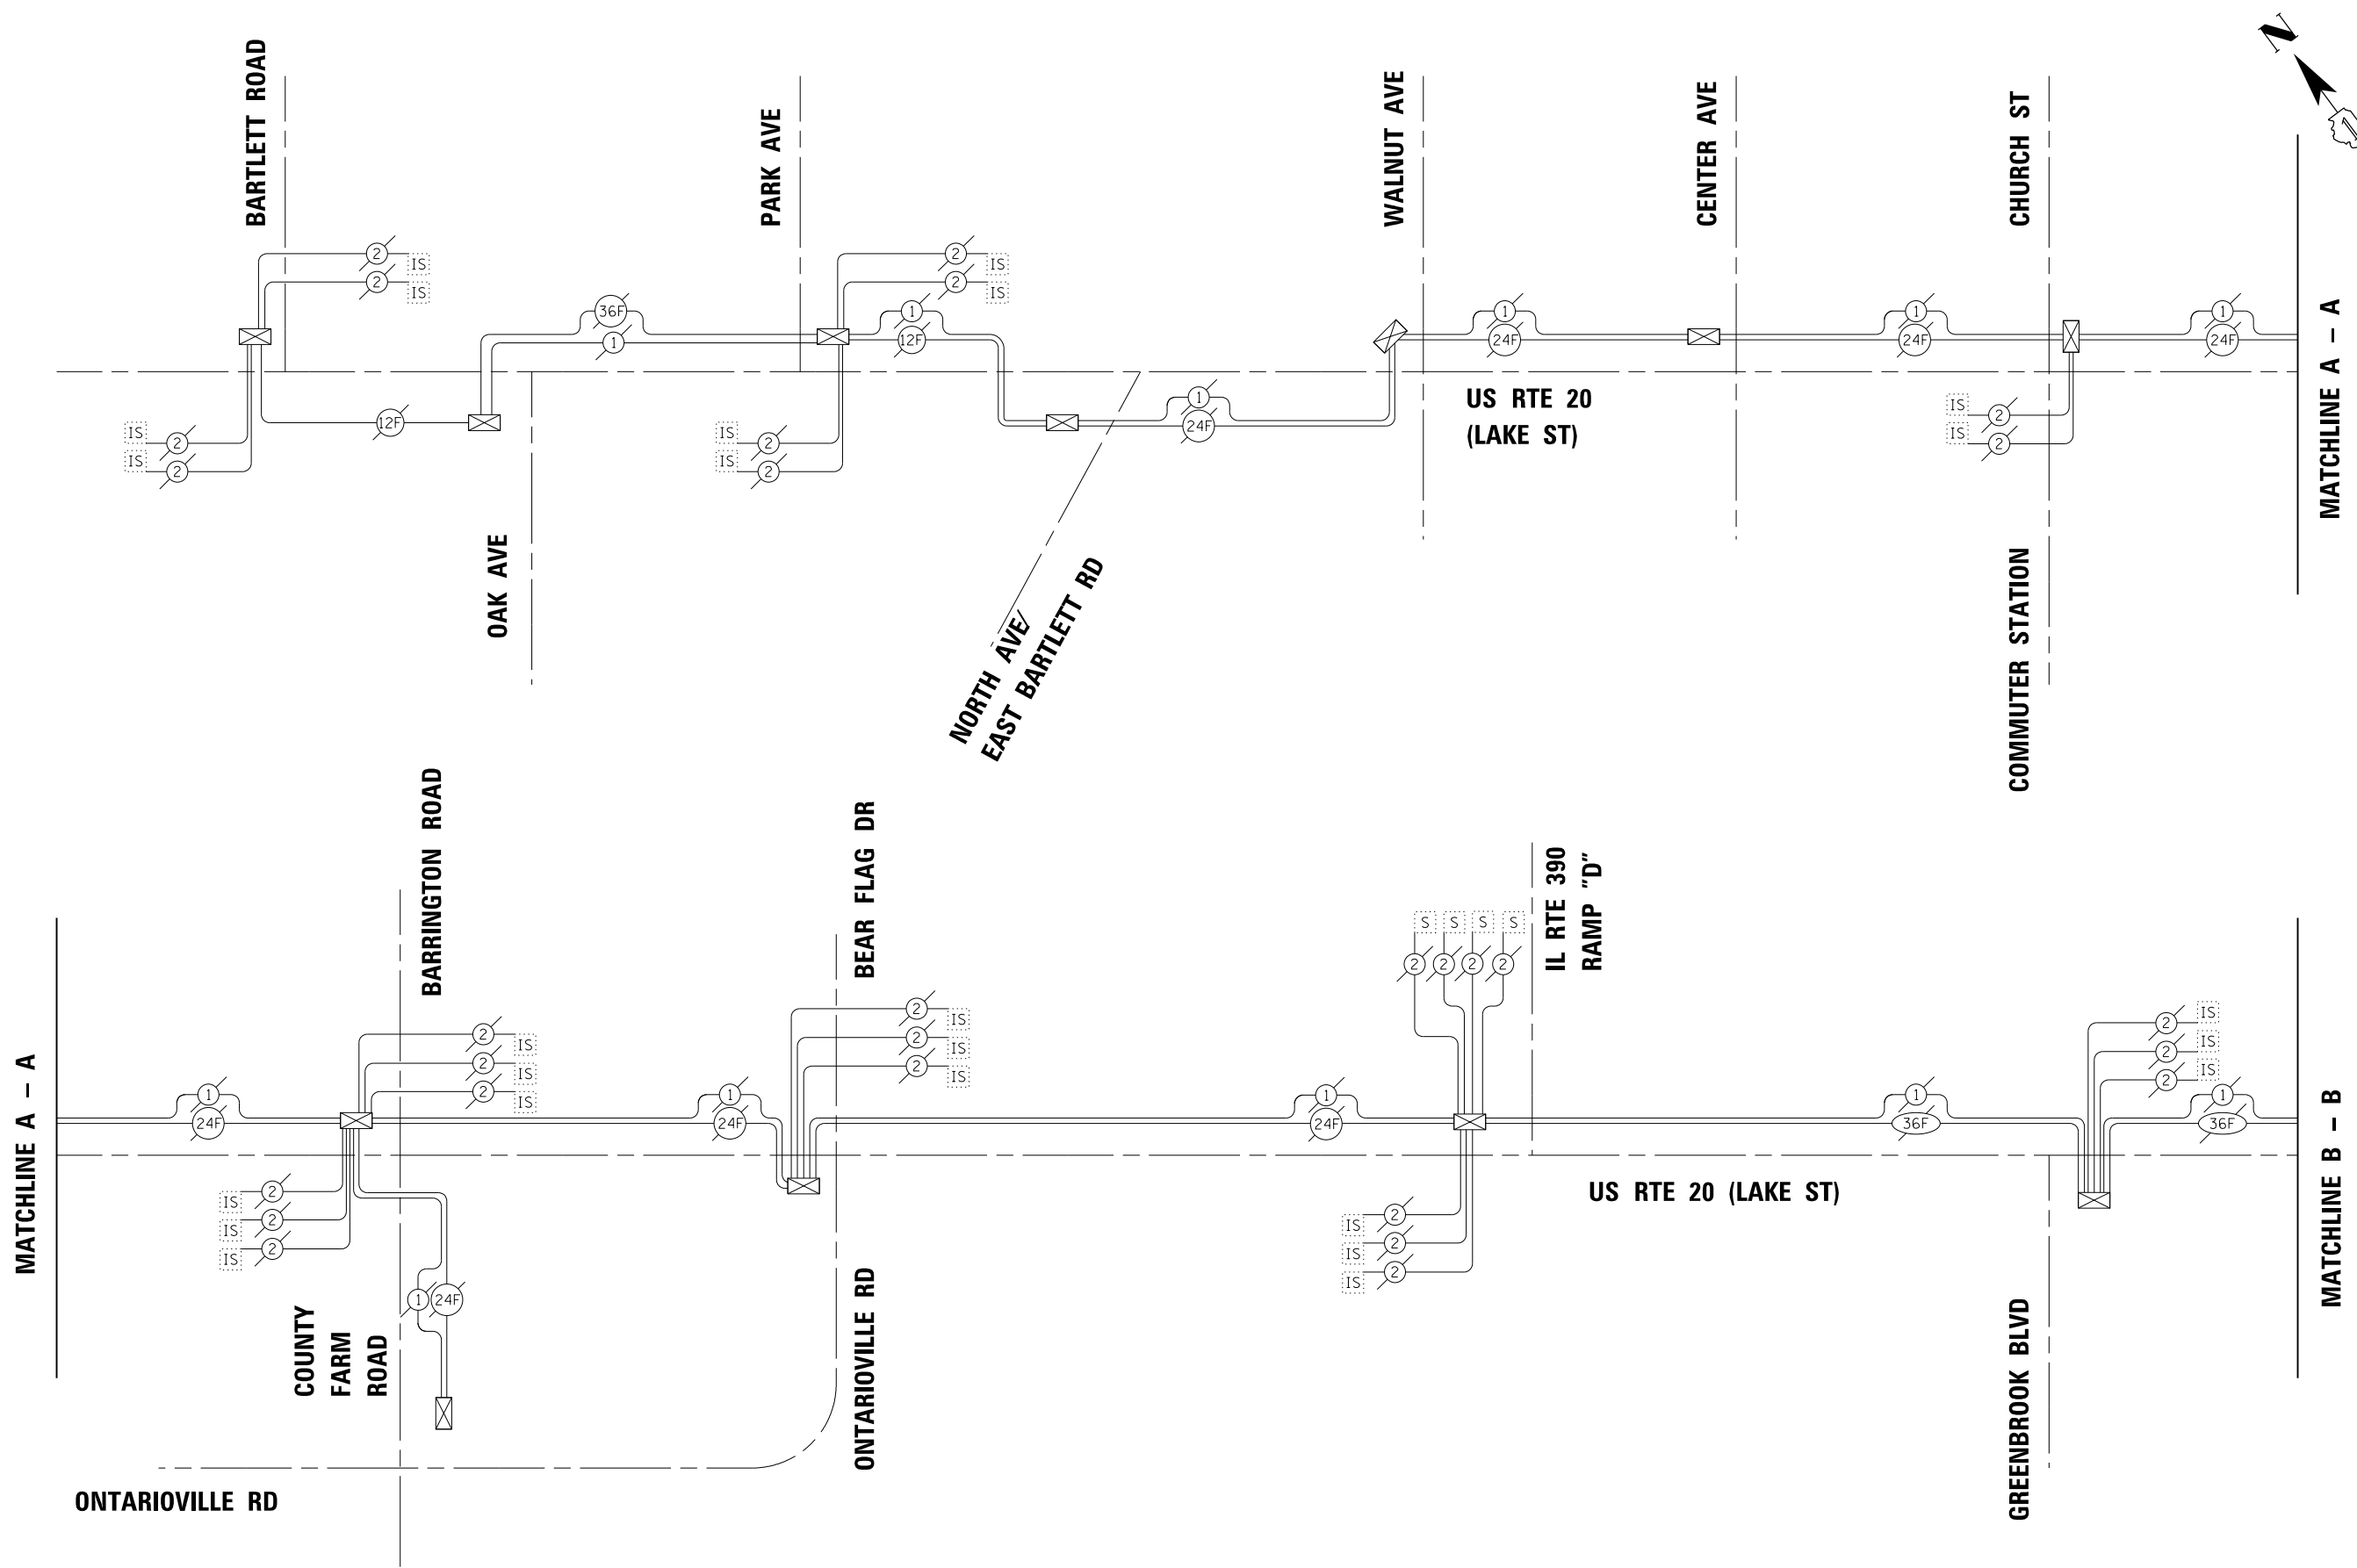 N
BARTLETT ROAD
PARK AVE
WALNUT AVE
CENTER AVE
CHURCH ST
2 IS
2 IS
2 IS
2 IS
36F
1
1
12F
1
24F
1
24F
1
24F
MATCHLINE A - A
12F
1
24F
US RTE 20
(LAKE ST)
IS 2
IS 2
IS 2
IS 2
IS 2
IS 2
OAK AVE
NORTH AVE/
EAST BARTLETT RD
COMMUTER STATION
BARRINGTON ROAD
BEAR FLAG DR
IL RTE 390
RAMP "D"
S S S S
2 2 2 2
2 IS
2 IS
2 IS
2 IS
2 IS
2 IS
2 IS
2 IS
2 IS
MATCHLINE A - A
1
24F
1
24F
1
24F
1
36F
1
36F
MATCHLINE B - B
US RTE 20 (LAKE ST)
IS 2
IS 2
IS 2
IS 2
IS 2
IS 2
1 24F
COUNTY
FARM
ROAD
ONTARIOVILLE RD
GREENBROOK BLVD
ONTARIOVILLE RD